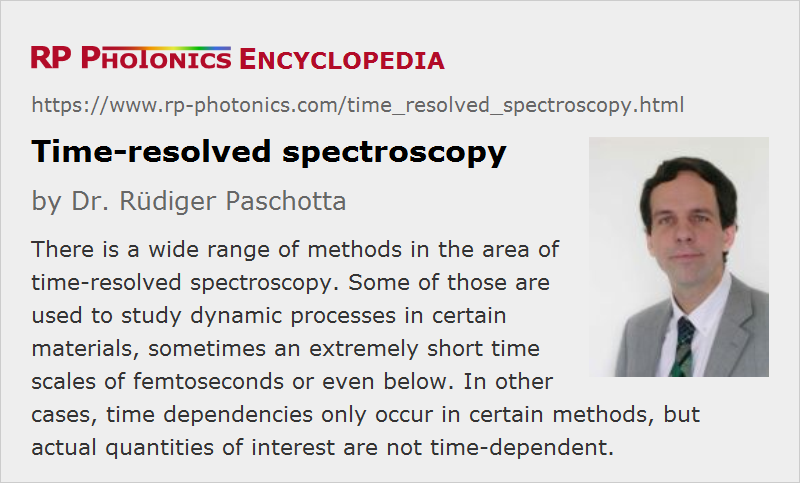 RP PHOTONICS ENCYCLOPEDIA
https://www.rp-photonics.com/time_resolved_spectroscopy.html
Time-resolved spectroscopy
by Dr. Rüdiger Paschotta
There is a wide range of methods in the area of
time-resolved spectroscopy. Some of those are
used to study dynamic processes in certain
materials, sometimes an extremely short time
scales of femtoseconds or even below. In other
cases, time dependencies only occur in certain methods, but
actual quantities of interest are not time-dependent.